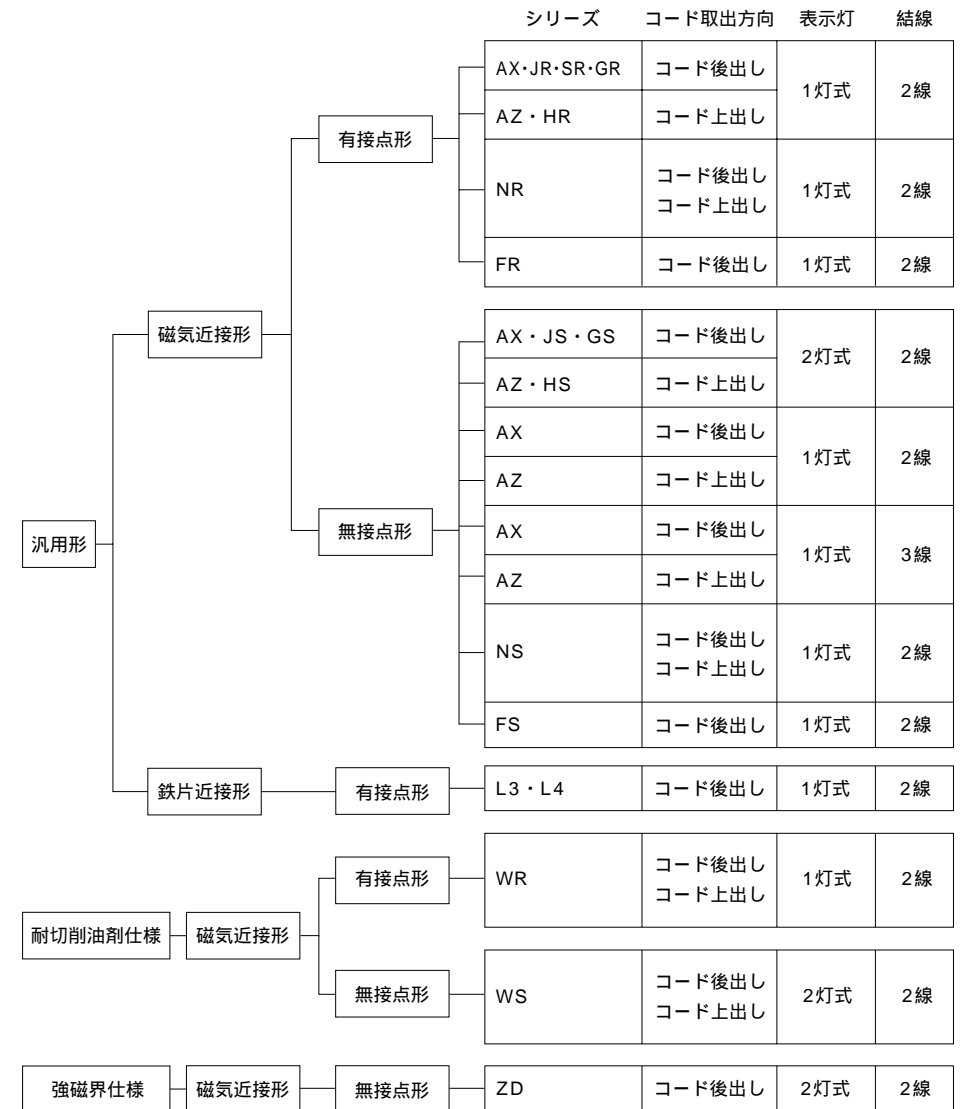 シリーズ コード取出方向 表示灯 結線
AX･JR･SR･GR コード後出し
1灯式 2線
AZ・HR コード上出し
有接点形
コード後出し
NR 1灯式 2線
コード上出し
FR コード後出し 1灯式 2線
磁気近接形
AX・JS・GS コード後出し
2灯式 2線
AZ・HS コード上出し
AX コード後出し
1灯式 2線
AZ コード上出し
無接点形
AX コード後出し
汎用形
1灯式 3線
AZ コード上出し
コード後出し
NS 1灯式 2線
コード上出し
FS コード後出し 1灯式 2線
鉄片近接形 有接点形 L3・L4 コード後出し 1灯式 2線
コード後出し
有接点形 WR 1灯式 2線
コード上出し
耐切削油剤仕様 磁気近接形
コード後出し
無接点形 WS 2灯式 2線
コード上出し
強磁界仕様 磁気近接形 無接点形 ZD コード後出し 2灯式 2線